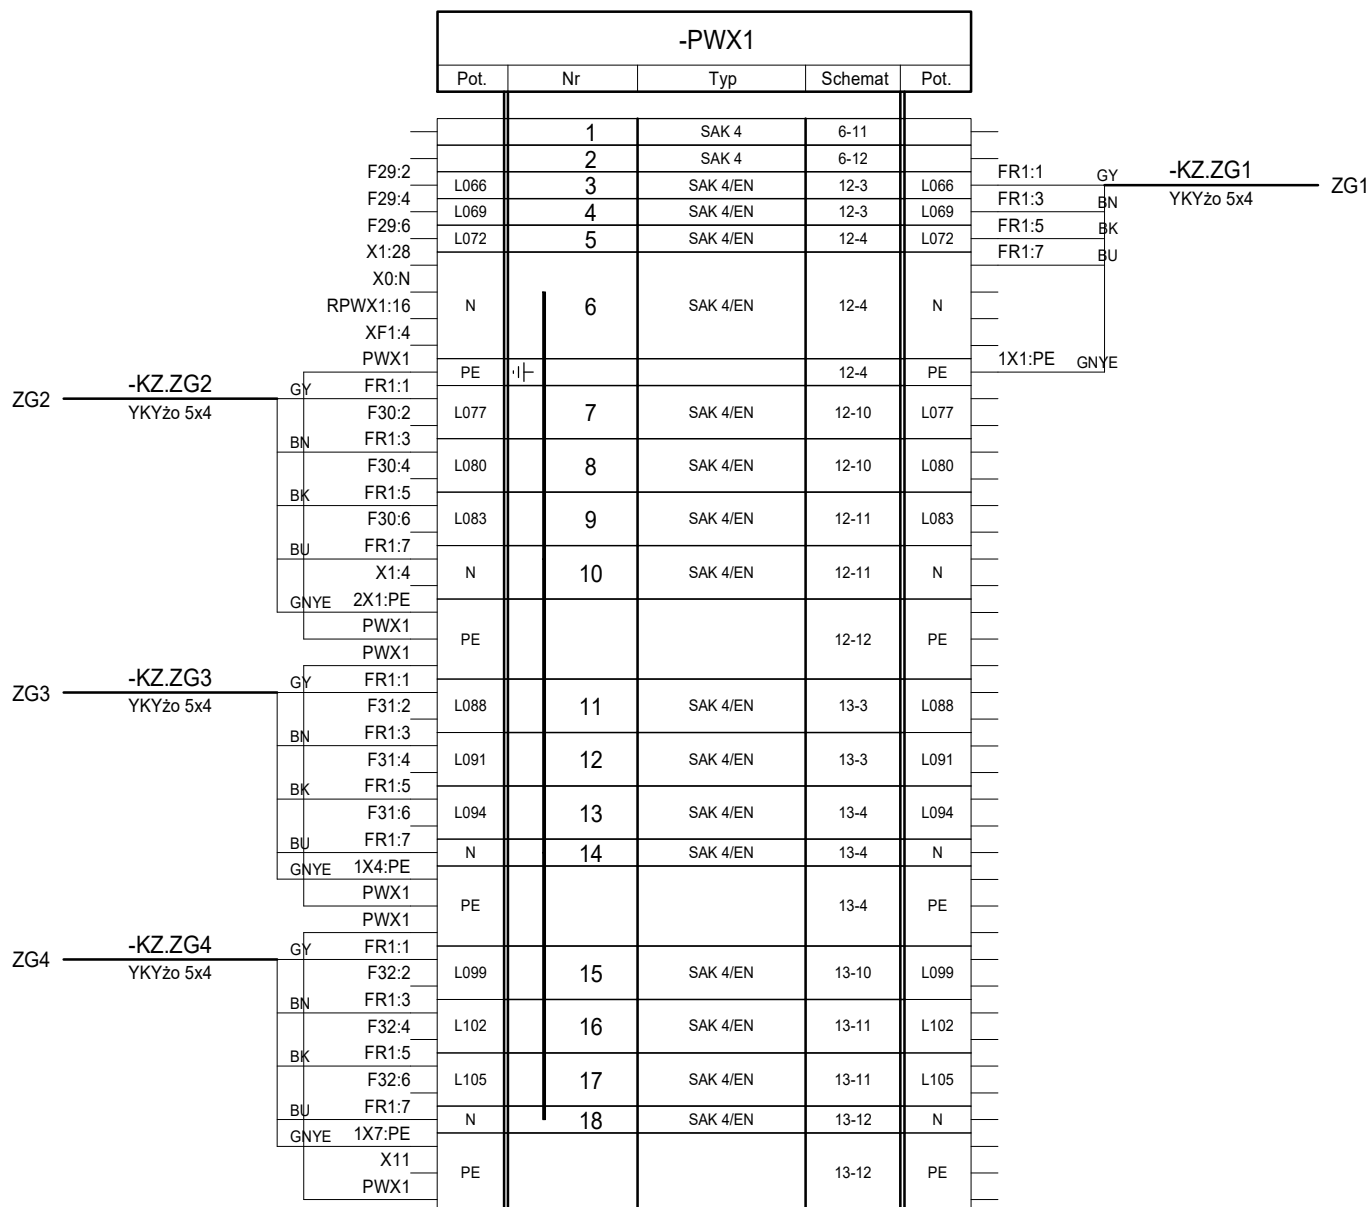 -PWX1
Pot. Nr Typ Schemat Pot.
1 SAK 4 6-11
2 SAK 4 6-12
F29:2 FR1:1 GY -KZ.ZG1
L066 3 SAK 4/EN 12-3 L066 ZG1
F29:4 FR1:3 BN YKYżo 5x4
L069 4 SAK 4/EN 12-3 L069
F29:6 FR1:5 BK
L072 5 SAK 4/EN 12-4 L072
X1:28 FR1:7 BU
X0:N
RPWX1:16 N 6 SAK 4/EN 12-4 N
XF1:4
PWX1 1X1:PE GNYE
PE 12-4 PE
-KZ.ZG2 GY FR1:1
ZG2
YKYżo 5x4 F30:2 L077 7 SAK 4/EN 12-10 L077
BN FR1:3
F30:4 L080 8 SAK 4/EN 12-10 L080
BK FR1:5
F30:6 L083 9 SAK 4/EN 12-11 L083
BU FR1:7
X1:4 N 10 SAK 4/EN 12-11 N
GNYE 2X1:PE
PWX1
PE 12-12 PE
PWX1
-KZ.ZG3 GY FR1:1
ZG3
YKYżo 5x4 F31:2 L088 11 SAK 4/EN 13-3 L088
BN FR1:3
F31:4 L091 12 SAK 4/EN 13-3 L091
BK FR1:5
F31:6 L094 13 SAK 4/EN 13-4 L094
BU FR1:7
N 14 SAK 4/EN 13-4 N
GNYE 1X4:PE
PWX1
PE 13-4 PE
PWX1
-KZ.ZG4 GY FR1:1
ZG4
YKYżo 5x4 F32:2 L099 15 SAK 4/EN 13-10 L099
BN FR1:3
F32:4 L102 16 SAK 4/EN 13-11 L102
BK FR1:5
F32:6 L105 17 SAK 4/EN 13-11 L105
BU FR1:7
N 18 SAK 4/EN 13-12 N
GNYE 1X7:PE
X11
PE 13-12 PE
PWX1